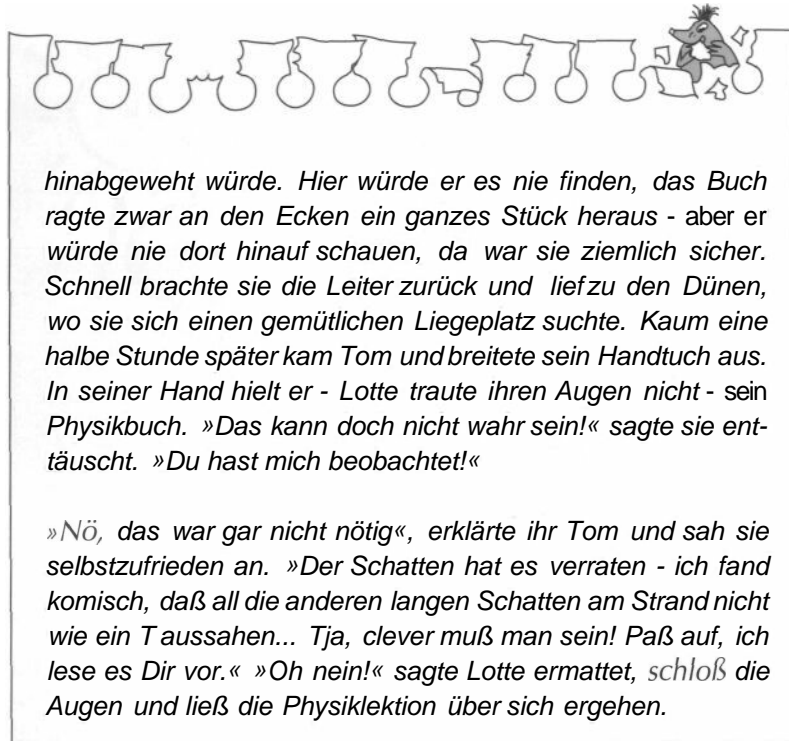 hinabgeweht würde. Hier würde er es nie finden, das Buch
ragte zwar an den Ecken ein ganzes Stück heraus - aber er
würde nie dort hinauf schauen, da war sie ziemlich sicher.
Schnell brachte sie die Leiter zurück und lief zu den Dünen,
wo sie sich einen gemütlichen Liegeplatz suchte. Kaum eine
halbe Stunde später kam Tom und breitete sein Handtuch aus.
In seiner Hand hielt er - Lotte traute ihren Augen nicht - sein
Physikbuch. »Das kann doch nicht wahr sein!« sagte sie ent-
täuscht. »Du hast mich beobachtet!«
»Nö, das war gar nicht nötig«, erklärte ihr Tom und sah sie
selbstzufrieden an. »Der Schatten hat es verraten - ich fand
komisch, daß all die anderen langen Schatten am Strand nicht
wie ein T aussahen... Tja, clever muß man sein! Paß auf, ich
lese es Dir vor.« »Oh nein!« sagte Lotte ermattet, schloß die
Augen und ließ die Physiklektion über sich ergehen.